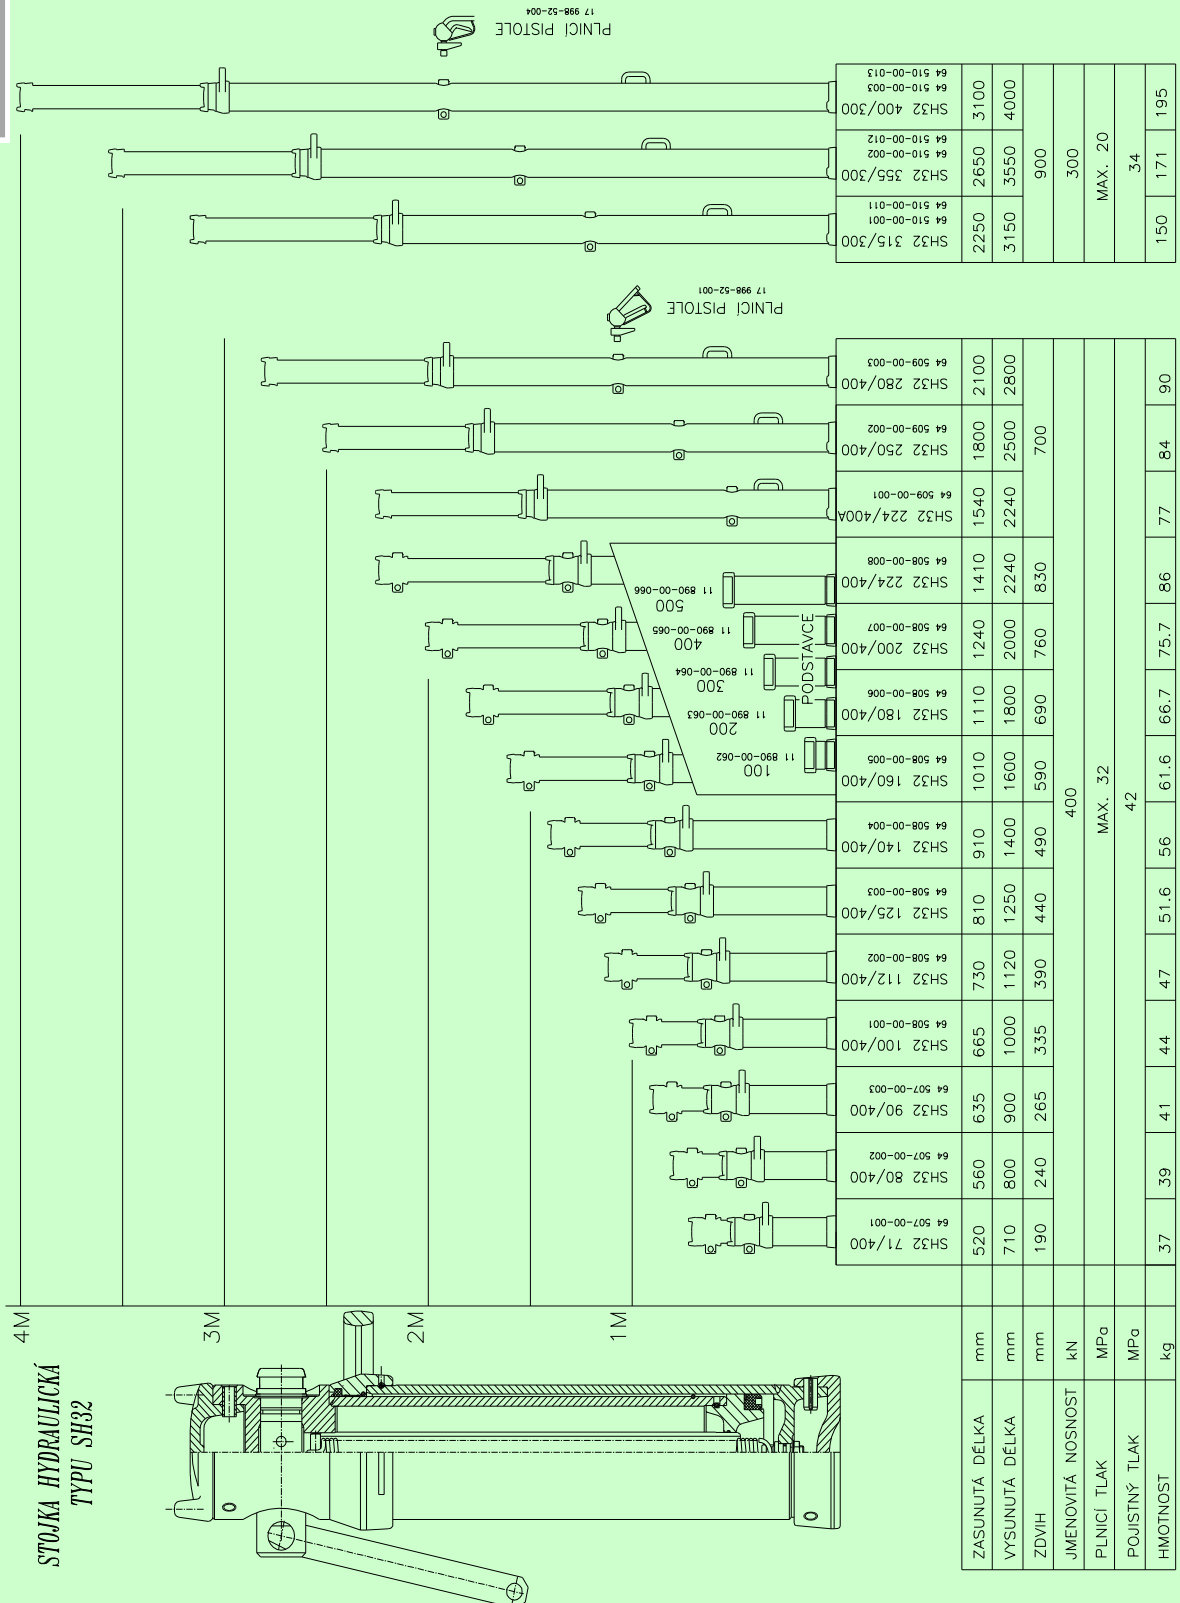 STOJKA HYDRAULICKÁ
TYPU SH32
4M
3M
2M
1M
PLNICÍ PISTOLE
17 998-52-004
PLNICÍ PISTOLE
17 998-52-001
PODSTAVCE
100
11 890-00-062
200
11 890-00-063
300
11 890-00-064
400
11 890-00-065
500
11 890-00-066
SH32 71/400
64 507-00-001
SH32 80/400
64 507-00-002
SH32 90/400
64 507-00-003
SH32 100/400
64 508-00-001
SH32 112/400
64 508-00-002
SH32 125/400
64 508-00-003
SH32 140/400
64 508-00-004
SH32 160/400
64 508-00-005
SH32 180/400
64 508-00-006
SH32 200/400
64 508-00-007
SH32 224/400
64 508-00-008
SH32 224/400A
64 509-00-001
SH32 250/400
64 509-00-002
SH32 280/400
64 509-00-003
SH32 315/300
64 510-00-001
64 510-00-011
SH32 355/300
64 510-00-002
64 510-00-012
SH32 400/300
64 510-00-003
64 510-00-013
ZASUNUTÁ DÉLKA mm 520 560 635 665 730 810 910 1010 1110 1240 1410 1540 1800 2100 2250 2650 3100
VYSUNUTÁ DÉLKA mm 710 800 900 1000 1120 1250 1400 1600 1800 2000 2240 2240 2500 2800 3150 3550 4000
ZDVIH mm 190 240 265 335 390 440 490 590 690 760 830 700 900
JMENOVITÁ NOSNOST kN 400 300
PLNICÍ TLAK MPa MAX. 32 MAX. 20
POJISTNÝ TLAK MPa 42 34
HMOTNOST kg 37 39 41 44 47 51.6 56 61.6 66.7 75.7 86 77 84 90 150 171 195